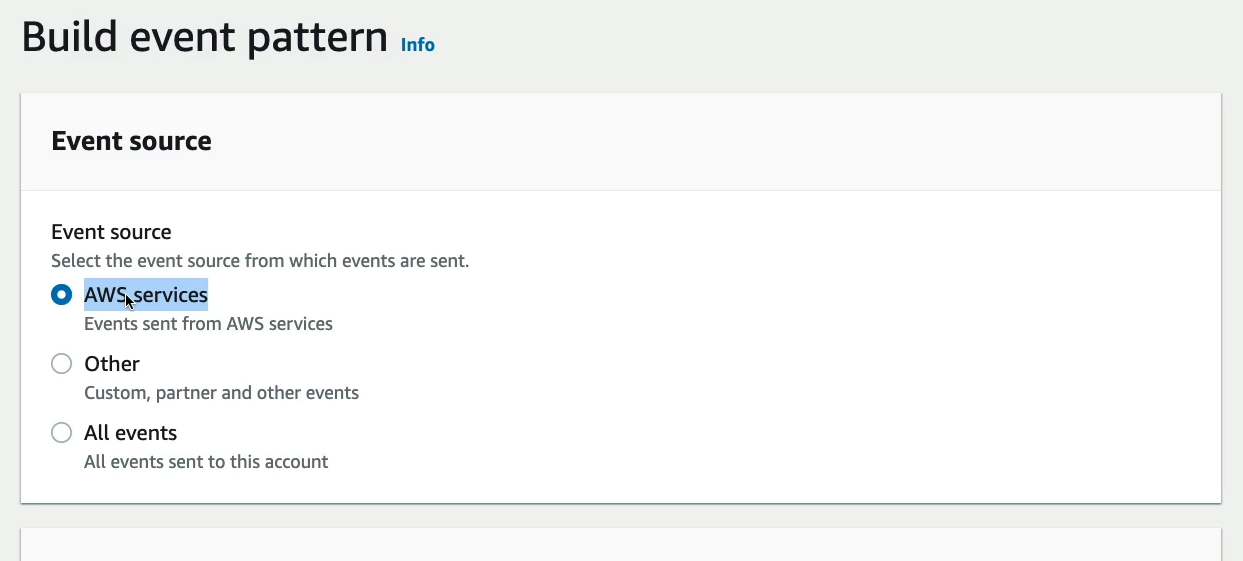 Build event pattern Info
Event source
Event source
Select the event source from which events are sent.
AWS services
Events sent from AWS services
Other
Custom, partner and other events
All events
All events sent to this account